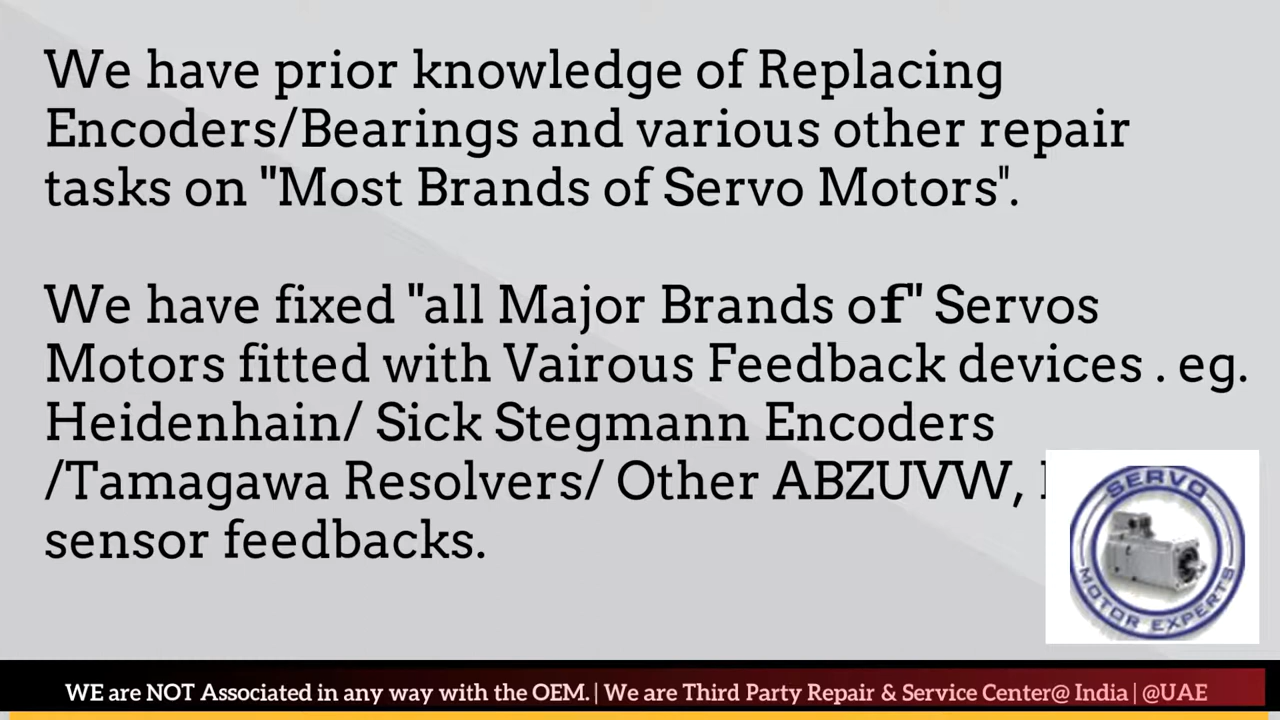 We have prior knowledge of Replacing
Encoders/Bearings and various other repair
tasks on "Most Brands of Servo Motors".
We have fixed "all Major Brands of" Servos
Motors fitted with Vairous Feedback devices . eg.
Heidenhain/ Sick Stegmann Encoders
/Tamagawa Resolvers/ Other ABZUVW,
sensor feedbacks.
SERVO
MOTOR EXPERTS
WE are NOT Associated in any way with the OEM. | We are Third Party Repair & Service Center@ India | @UAE